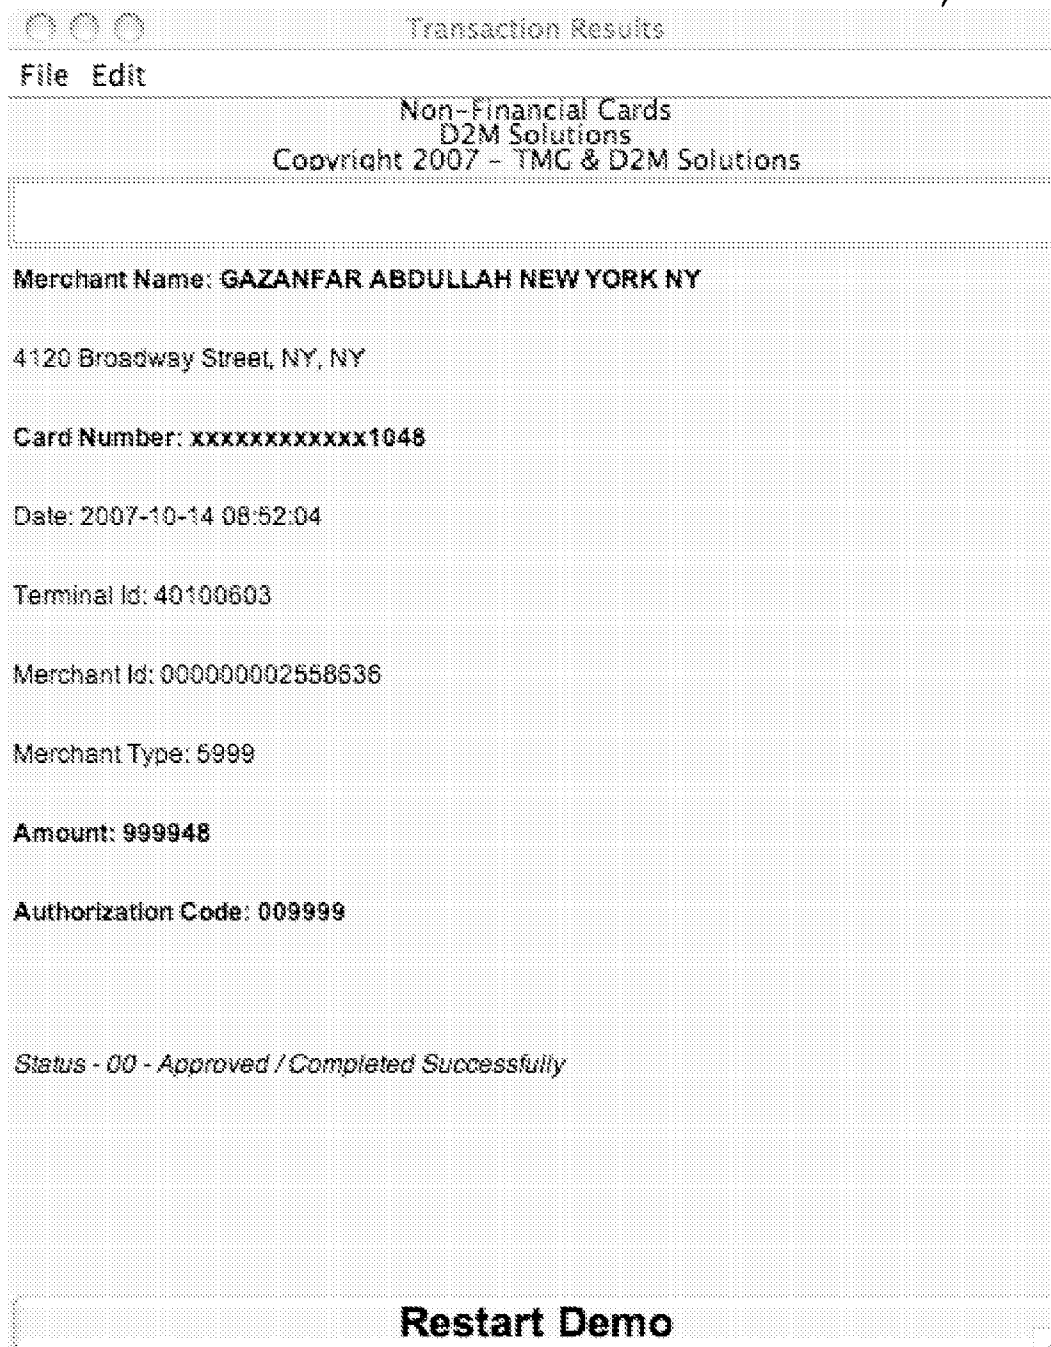 Transaction Results
File Edit
Non-Financial Cards
D2M Solutions
Copyright 2007 - TMG & D2M Solutions
Merchant Name: GAZANFAR ABDULLAH NEW YORK NY
4120 Broadway Street, NY, NY
Card Number: xxxxxxxxxxxx1048
Date: 2007-10-14 08:52:04
Terminal Id: 40100603
Merchant Id: 000000002558636
Merchant Type: 5999
Amount: 999948
Authorization Code: 009999
Status - 00 - Approved / Completed Successfully
Restart Demo